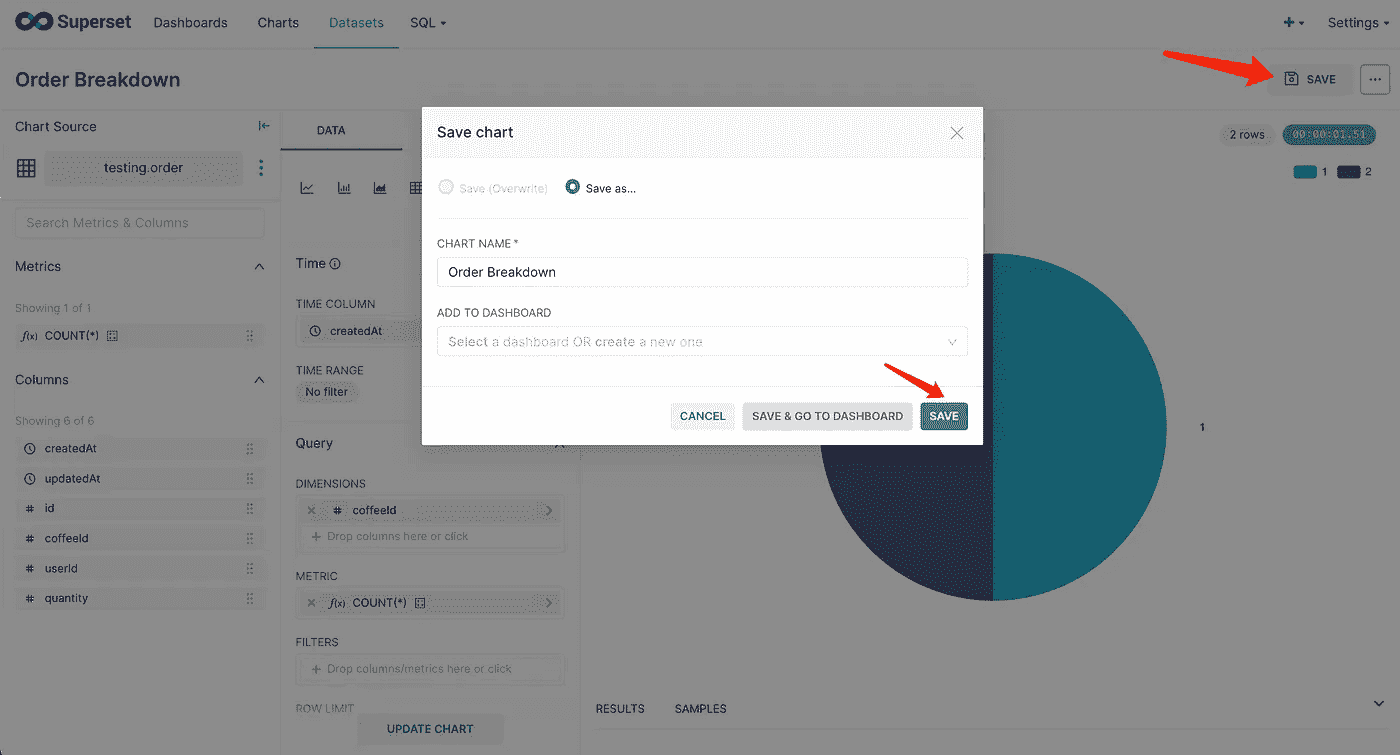 Superset Dashboards Charts Datasets SQL
Settings
Order Breakdown
SAVE
Chart Source
testing.order
Search Metrics & Columns
Metrics
Showing 1 of 1
f(x) COUNT(*)
Columns
Showing 6 of 6
createdAt
updatedAt
# id
# coffeeId
# userId
# quantity
DATA
Time
TIME COLUMN
createdAt
TIME RANGE
No filter
Query
DIMENSIONS
# coffeeId
+ Drop columns here or click
METRIC
f(x) COUNT(*)
FILTERS
+ Drop columns/metrics here or click
ROW LIMIT
UPDATE CHART
Save chart
Save (Overwrite) Save as...
CHART NAME *
Order Breakdown
ADD TO DASHBOARD
Select a dashboard OR create a new one
CANCEL SAVE & GO TO DASHBOARD SAVE
2 rows 00:00:01.51
1 2
1
RESULTS SAMPLES